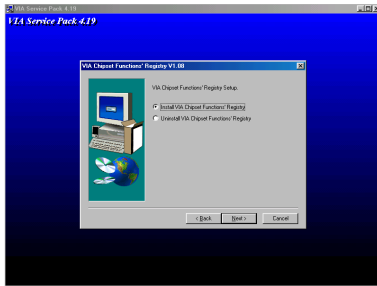 VIA Service Pack 4.19
VIA Service Pack 4.19
VIA Chipset Functions' Registry V1.08
VIA Chipset Functions' Registry Setup.
Install VIA Chipset Functions' Registry
Uninstall VIA Chipset Functions' Registry
< Back
Next >
Cancel